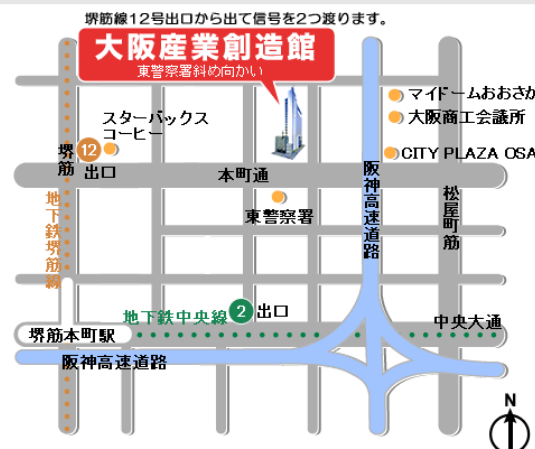 堺筋線12号出口から出て信号を2つ渡ります。
大阪産業創造館
東警察署斜め向かい
マイドームおおさか
スターバックス
コーヒー
大阪商工会議所
12
出口
堺筋
CITY PLAZA OSA
本町通
阪神高速道路
松屋町筋
東警察署
地下鉄堺筋線
地下鉄中央線
2
出口
中央大通
堺筋本町駅
阪神高速道路
N